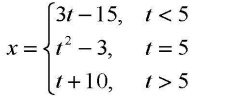 x = { 3t − 15, t < 5
t² − 3, t = 5
t + 10, t > 5